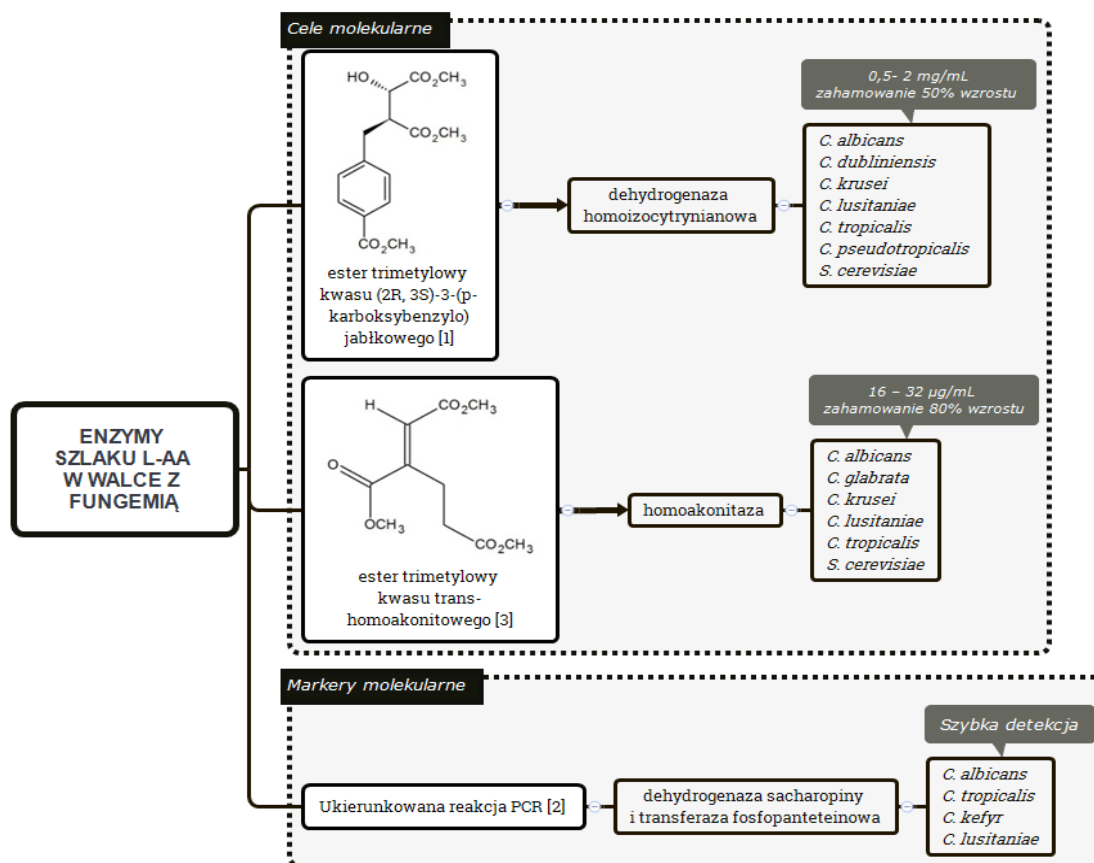 Cele molekularne
HO
CO₂CH₃
CO₂CH₃
CO₂CH₃
ester trimetylowy
kwasu (2R, 3S)-3-(p-
karboksybenzylo)
jabłkowego [1]
dehydrogenaza
homoizocytrynianowa
0,5- 2 mg/mL
zahamowanie 50% wzrostu
C. albicans
C. dubliniensis
C. krusei
C. lusitaniae
C. tropicalis
C. pseudotropicalis
S. cerevisiae
ENZYMY
SZLAKU L-AA
W WALCE Z
FUNGEMIĄ
H
CO₂CH₃
O
OCH₃
CO₂CH₃
ester trimetylowy
kwasu trans-
homoakonitowego [3]
homoakonitaza
16 – 32 µg/mL
zahamowanie 80% wzrostu
C. albicans
C. glabrata
C. krusei
C. lusitaniae
C. tropicalis
S. cerevisiae
Markery molekularne
Ukierunkowana reakcja PCR [2]
dehydrogenaza sacharopiny
i transferaza fosfopanteteinowa
Szybka detekcja
C. albicans
C. tropicalis
C. kefyr
C. lusitaniae